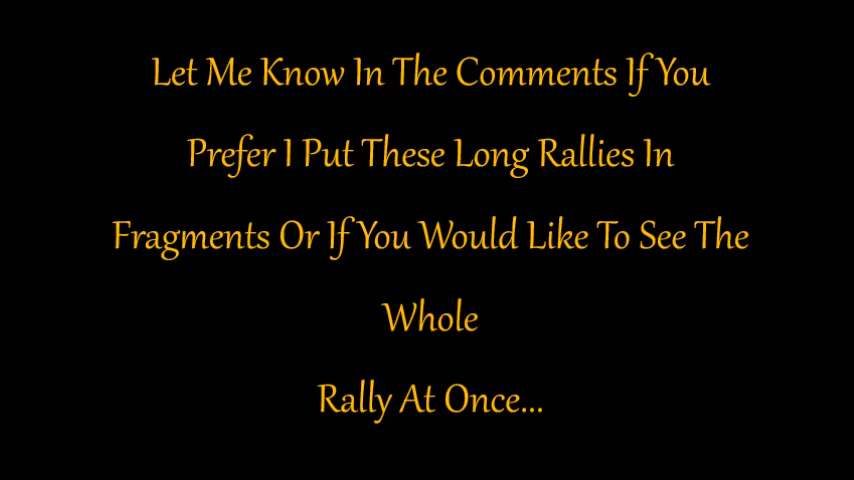 Let Me Know In The Comments If You
Prefer I Put These Long Rallies In
Fragments Or If You Would Like To See The
Whole
Rally At Once...